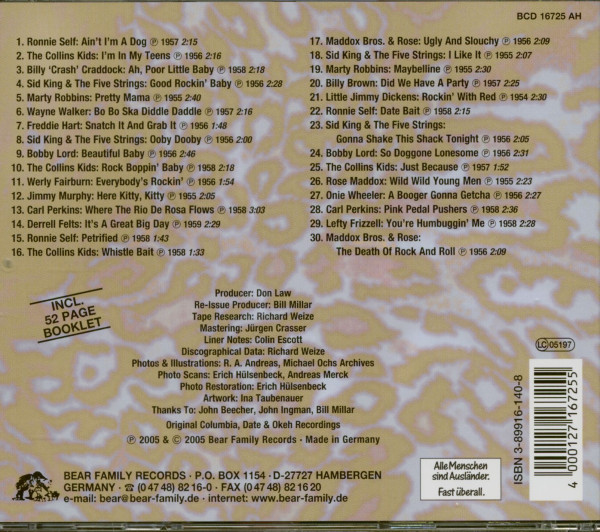 BCD 16725 AH
1. Ronnie Self: Ain't I'm A Dog ℗ 1957 2:15
2. The Collins Kids: I'm In My Teens ℗ 1956 2:16
3. Billy 'Crash' Craddock: Ah, Poor Little Baby ℗ 1958 2:18
4. Sid King & The Five Strings: Good Rockin' Baby ℗ 1956 2:28
5. Marty Robbins: Pretty Mama ℗ 1955 2:40
6. Wayne Walker: Bo Bo Ska Diddle Daddle ℗ 1957 2:16
7. Freddie Hart: Snatch It And Grab It ℗ 1956 1:48
8. Sid King & The Five Strings: Ooby Dooby ℗ 1956 2:00
9. Bobby Lord: Beautiful Baby ℗ 1956 2:46
10. The Collins Kids: Rock Boppin' Baby ℗ 1958 2:18
11. Werly Fairburn: Everybody's Rockin' ℗ 1956 1:54
12. Jimmy Murphy: Here Kitty, Kitty ℗ 1955 2:05
13. Carl Perkins: Where The Rio De Rosa Flows ℗ 1958 3:03
14. Derrell Felts: It's A Great Big Day ℗ 1959 2:29
15. Ronnie Self: Petrified ℗ 1958 1:43
16. The Collins Kids: Whistle Bait ℗ 1958 1:33
17. Maddox Bros. & Rose: Ugly And Slouchy ℗ 1956 2:09
18. Sid King & The Five Strings: I Like It ℗ 1955 2:07
19. Marty Robbins: Maybelline ℗ 1955 2:30
20. Billy Brown: Did We Have A Party ℗ 1957 2:25
21. Little Jimmy Dickens: Rockin' With Red ℗ 1954 2:30
22. Ronnie Self: Date Bait ℗ 1958 2:15
23. Sid King & The Five Strings:
Gonna Shake This Shack Tonight ℗ 1956 2:05
24. Bobby Lord: So Doggone Lonesome ℗ 1956 2:31
25. The Collins Kids: Just Because ℗ 1957 1:52
26. Rose Maddox: Wild Wild Young Men ℗ 1955 2:23
27. Onie Wheeler: A Booger Gonna Getcha ℗ 1956 2:27
28. Carl Perkins: Pink Pedal Pushers ℗ 1958 2:36
29. Lefty Frizzell: You're Humbuggin' Me ℗ 1958 2:28
30. Maddox Bros. & Rose:
The Death Of Rock And Roll ℗ 1956 2:09
INCL.
52 PAGE
BOOKLET
Producer: Don Law
Re-Issue Producer: Bill Millar
Tape Research: Richard Weize
Mastering: Jürgen Crasser
Liner Notes: Colin Escott
Discographical Data: Richard Weize
Photos & Illustrations: R. A. Andreas, Michael Ochs Archives
Photo Scans: Erich Hülsenbeck, Andreas Merck
Photo Restoration: Erich Hülsenbeck
Artwork: Ina Taubenauer
Thanks To: John Beecher, John Ingman, Bill Millar
Original Columbia, Date & Okeh Recordings
℗ 2005 & © 2005 Bear Family Records - Made in Germany
LC 05197
ISBN 3-89916-140-8
4 000127 167255
BEAR FAMILY RECORDS · P.O. BOX 1154 · D-27727 HAMBERGEN
GERMANY · ☎ (0 47 48) 82 16-0 · FAX (0 47 48) 82 16 20
e-mail: bear@bear-family.de · internet: www.bear-family.de
Alle Menschen
sind Ausländer.
Fast überall.